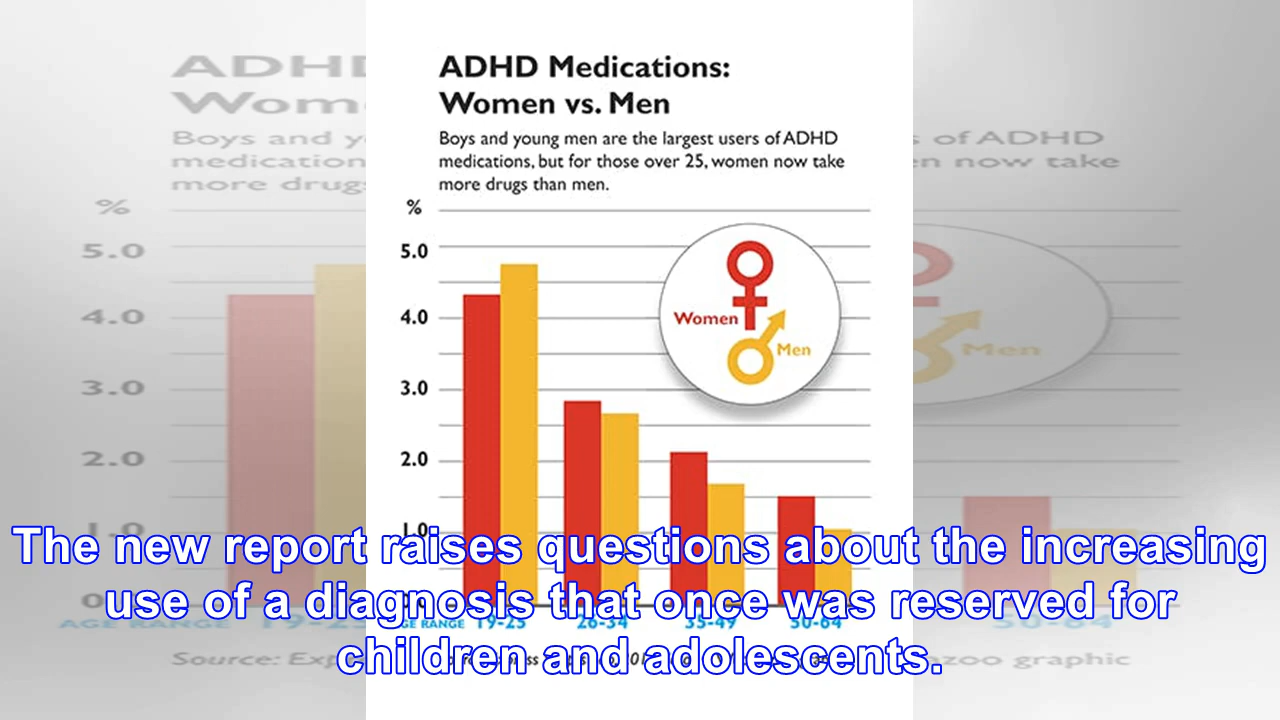 ADHD Medications:
Women vs. Men
Boys and young men are the largest users of ADHD
medications, but for those over 25, women now take
more drugs than men.
%
5.0
4.0
3.0
2.0
1.0
Women
Men
AGE RANGE 19-25 26-34 35-49 50-64
The new report raises questions about the increasing
use of a diagnosis that once was reserved for
children and adolescents.
Source:
graphic